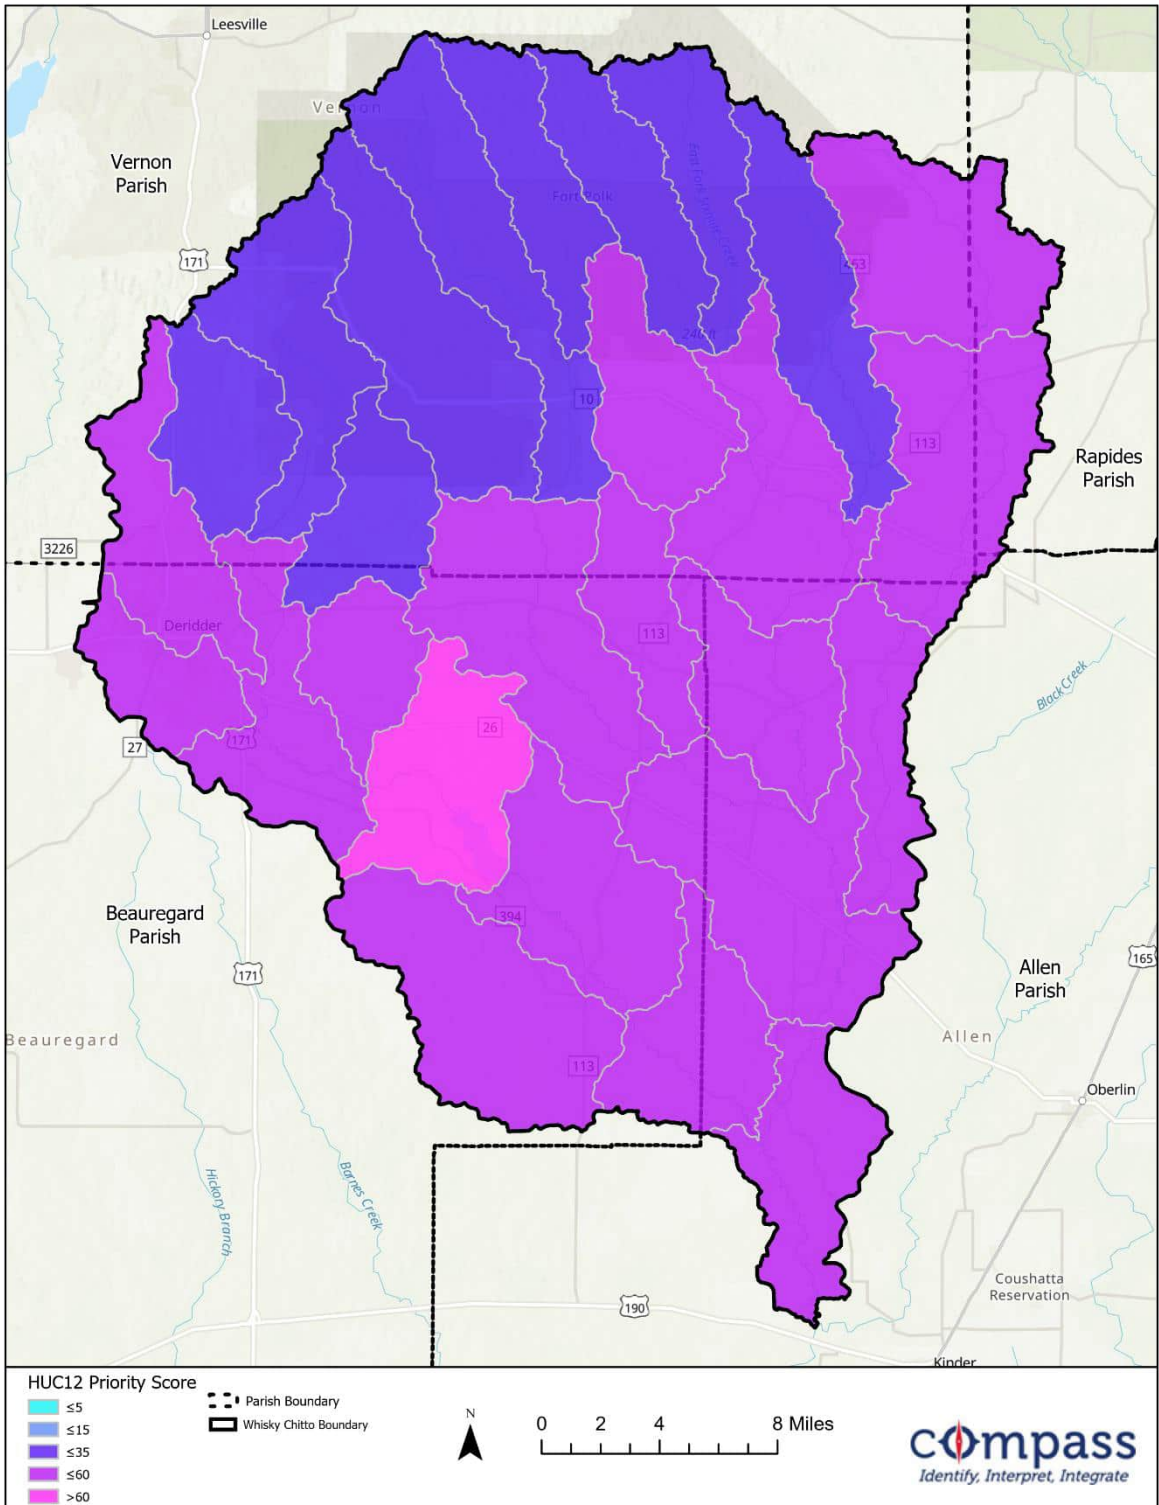 Leesville
Vernon
Vernon
Parish
Fort Polk
East Fork Sixmile Creek
171
463
240 ft
10
113
Rapides
Parish
3226
Deridder
113
Black Creek
26
27
171
Beauregard
Parish
394
171
165
Allen
Parish
Beauregard
Allen
113
Oberlin
Hickory Branch
Barnes Creek
Coushatta
Reservation
190
Kinder
HUC12 Priority Score
≤5
≤15
≤35
≤60
>60
Parish Boundary
Whisky Chitto Boundary
N
0 2 4 8 Miles
compass
Identify, Interpret, Integrate